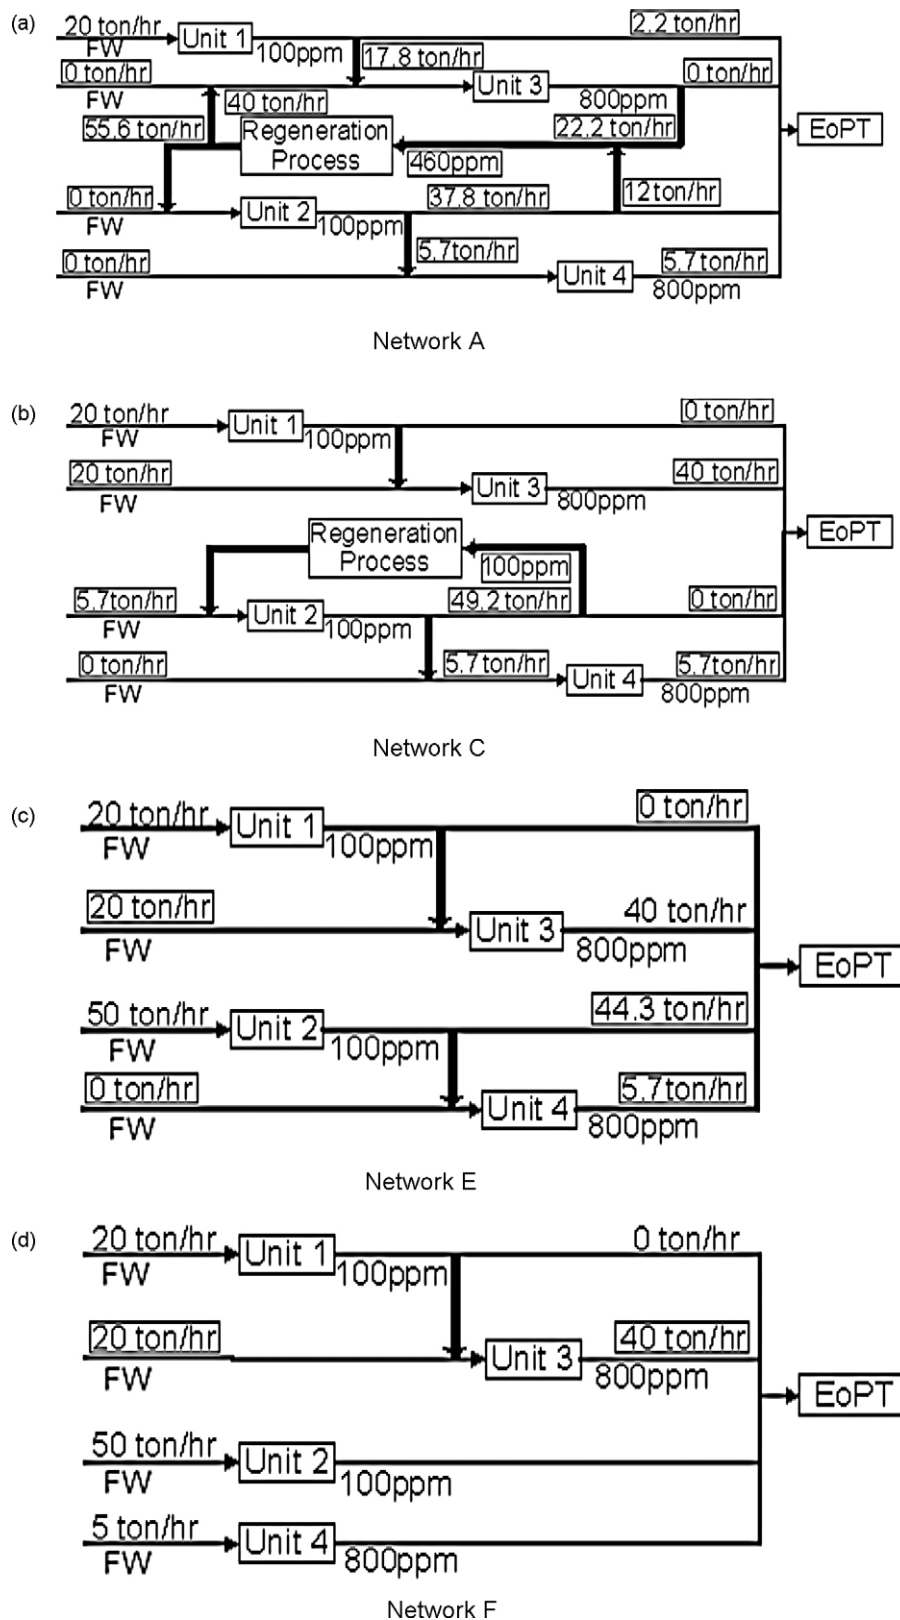 (a)
20 ton/hr
FW
Unit 1
100ppm
2.2 ton/hr
17.8 ton/hr
0 ton/hr
FW
Unit 3
800ppm
0 ton/hr
40 ton/hr
55.6 ton/hr
Regeneration
Process
22.2 ton/hr
460ppm
EoPT
0 ton/hr
FW
Unit 2
100ppm
37.8 ton/hr
12ton/hr
5.7ton/hr
0 ton/hr
FW
Unit 4
800ppm
5.7 ton/hr
Network A
(b)
20 ton/hr
FW
Unit 1
100ppm
0 ton/hr
20 ton/hr
FW
Unit 3
800ppm
40 ton/hr
Regeneration
Process
100ppm
EoPT
5.7ton/hr
FW
Unit 2
100ppm
49.2 ton/hr
0 ton/hr
0 ton/hr
FW
5.7 ton/hr
Unit 4
800ppm
5.7 ton/hr
Network C
(c)
20 ton/hr
FW
Unit 1
100ppm
0 ton/hr
20 ton/hr
FW
Unit 3
800ppm
40 ton/hr
EoPT
50 ton/hr
FW
Unit 2
100ppm
44.3 ton/hr
0 ton/hr
FW
Unit 4
800ppm
5.7ton/hr
Network E
(d)
20 ton/hr
FW
Unit 1
100ppm
0 ton/hr
20 ton/hr
FW
Unit 3
800ppm
40 ton/hr
EoPT
50 ton/hr
FW
Unit 2
100ppm
5 ton/hr
FW
Unit 4
800ppm
Network F